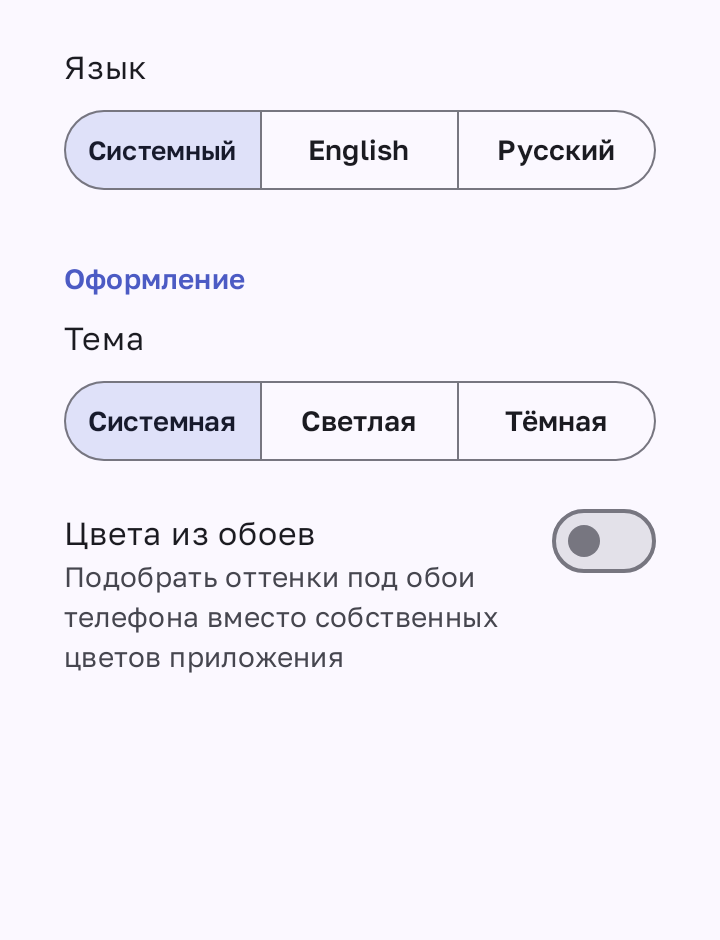 Язык
Системный English Русский
Оформление
Тема
Системная Светлая Тёмная
Цвета из обоев
Подобрать оттенки под обои
телефона вместо собственных
цветов приложения